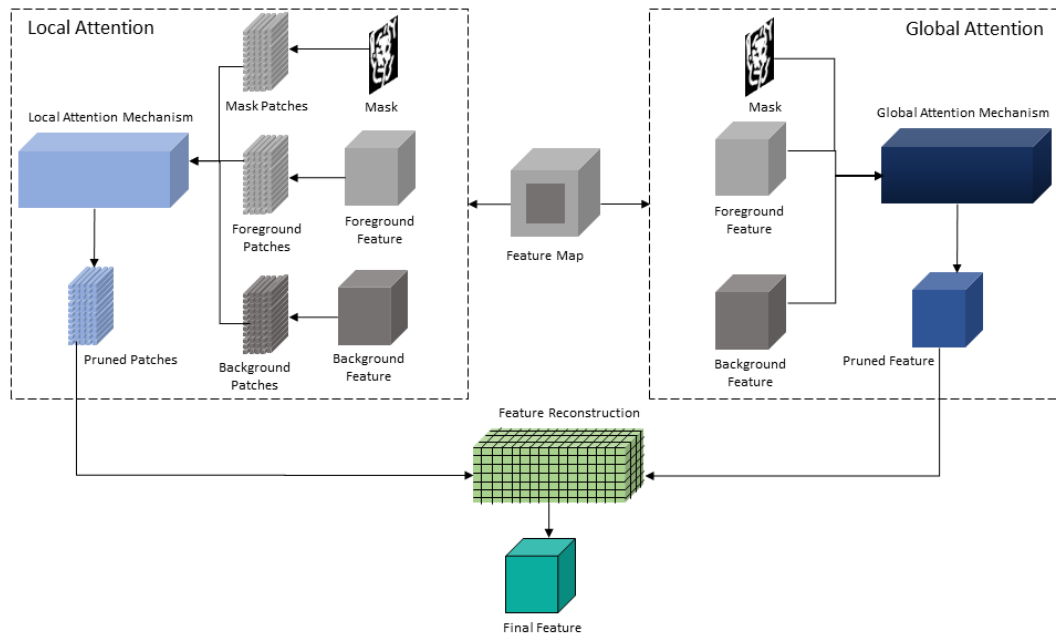 Local Attention
Mask Patches
Mask
Local Attention Mechanism
Foreground
Patches
Foreground
Feature
Pruned Patches
Background
Patches
Background
Feature
Feature Map
Global Attention
Mask
Global Attention Mechanism
Foreground
Feature
Background
Feature
Pruned Feature
Feature Reconstruction
Final Feature